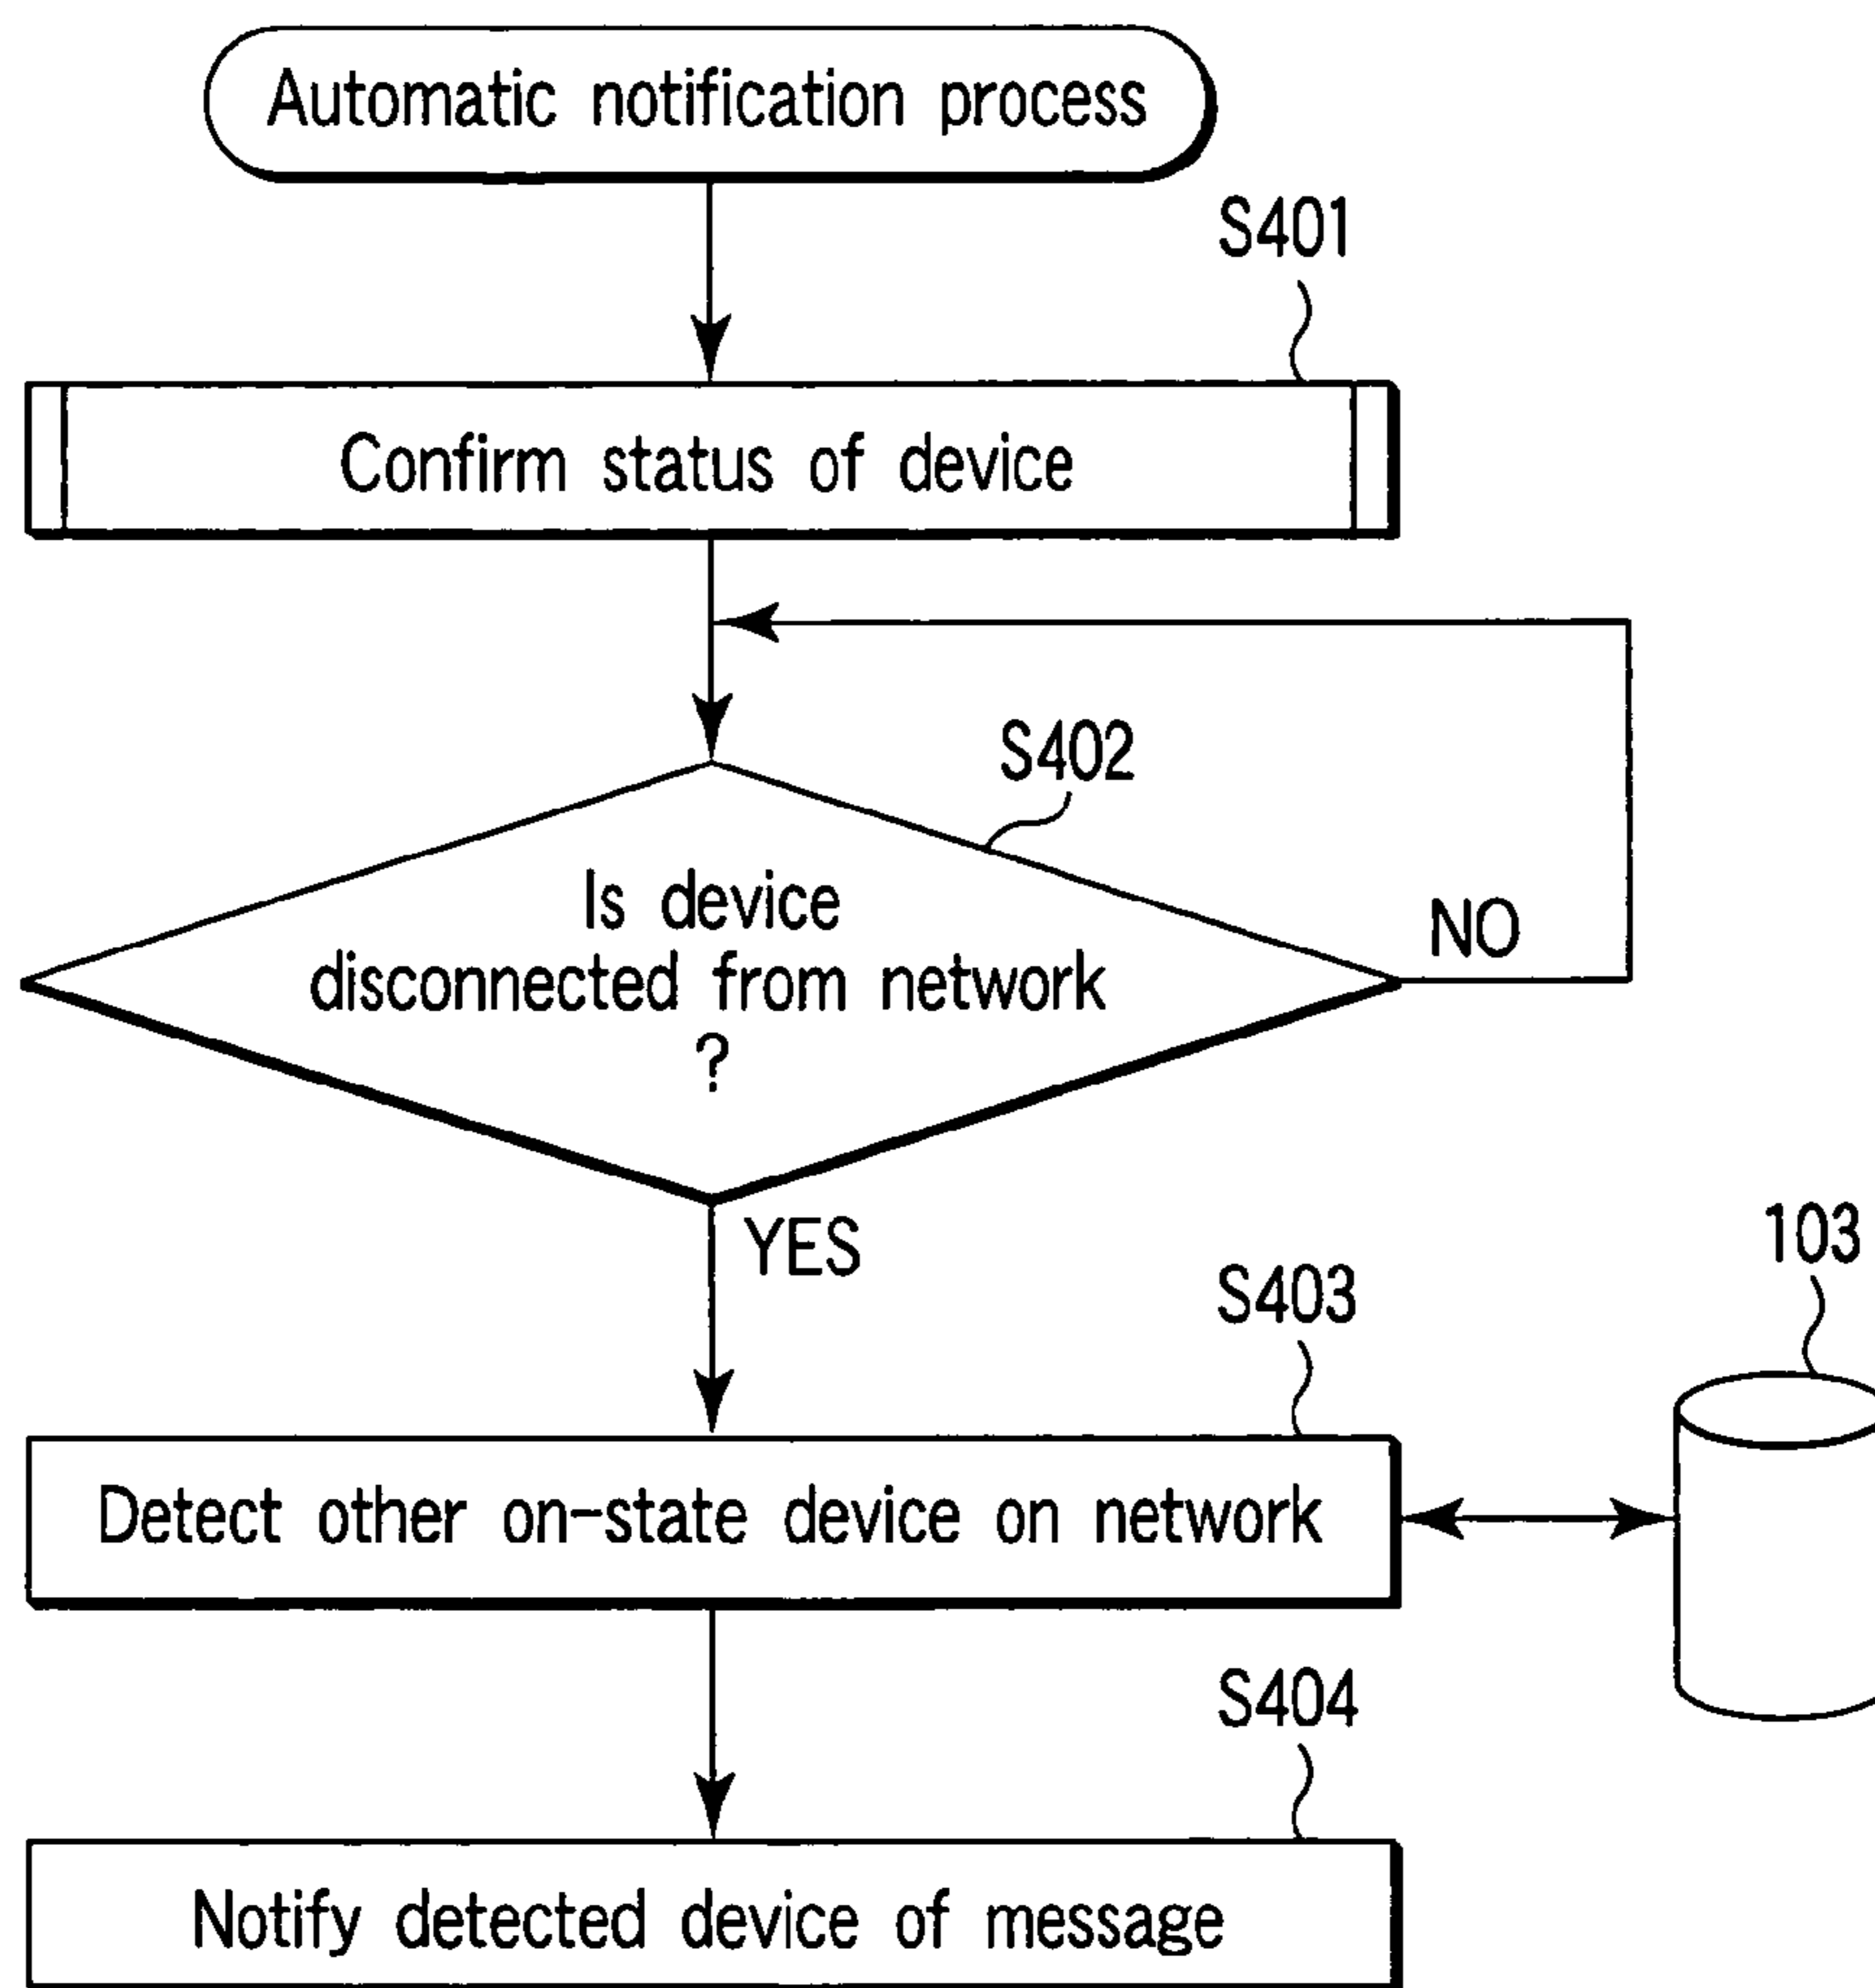 Automatic notification process
S401
Confirm status of device
S402
Is device
disconnected from network
?
NO
YES
103
S403
Detect other on-state device on network
S404
Notify detected device of message